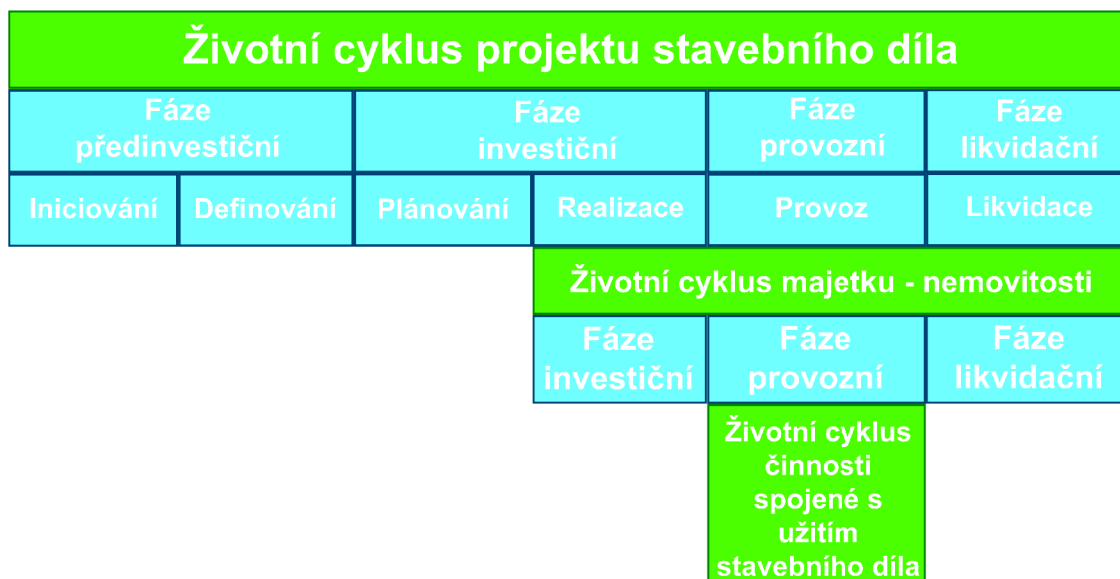 Životní cyklus projektu stavebního díla
Fáze
předinvestiční
Fáze
investiční
Fáze
provozní
Fáze
likvidační
Iniciování
Definování
Plánování
Realizace
Provoz
Likvidace
Životní cyklus majetku - nemovitosti
Fáze
investiční
Fáze
provozní
Fáze
likvidační
Životní cyklus
činnosti
spojené s
užitím
stavebního díla